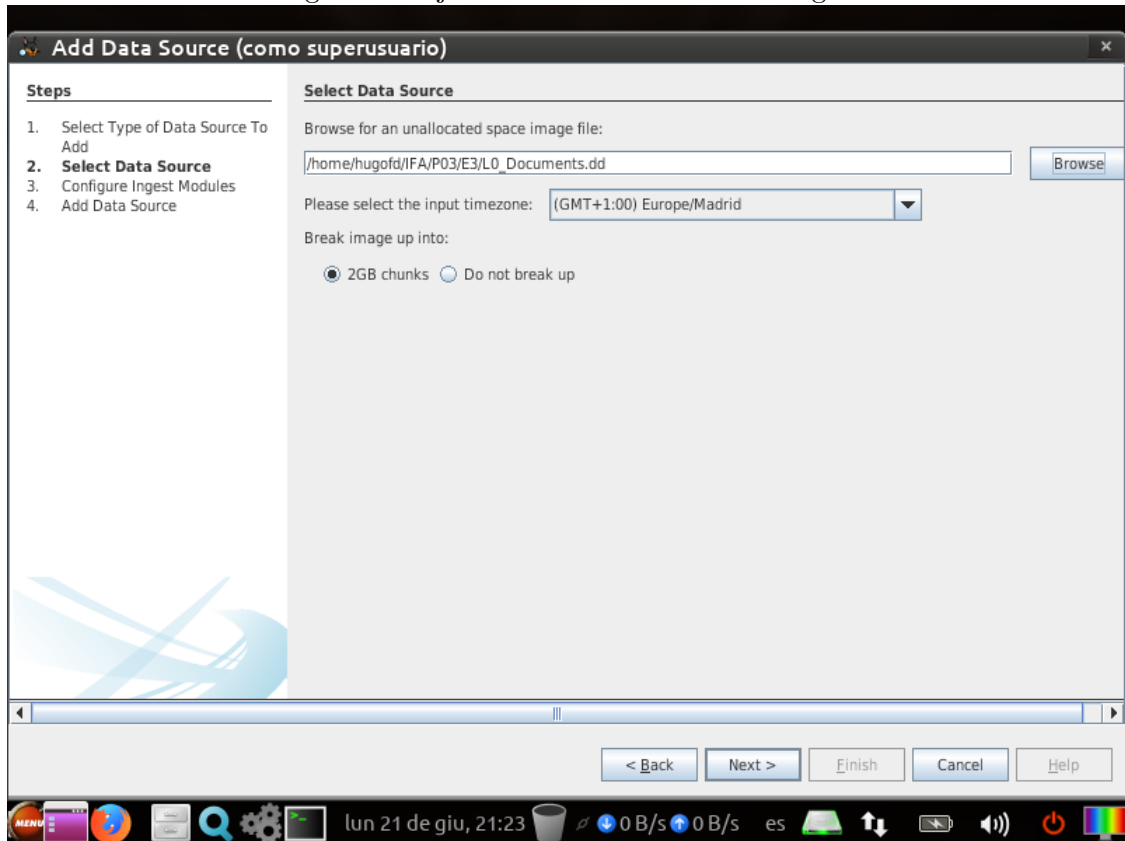 Add Data Source (como superusuario)
Steps
1. Select Type of Data Source To
Add
2. Select Data Source
3. Configure Ingest Modules
4. Add Data Source
Select Data Source
Browse for an unallocated space image file:
/home/hugofd/IFA/P03/E3/L0_Documents.dd
Browse
Please select the input timezone: (GMT+1:00) Europe/Madrid
Break image up into:
2GB chunks Do not break up
< Back Next > Finish Cancel Help
MENU lun 21 de giu, 21:23 0 B/s 0 B/s es